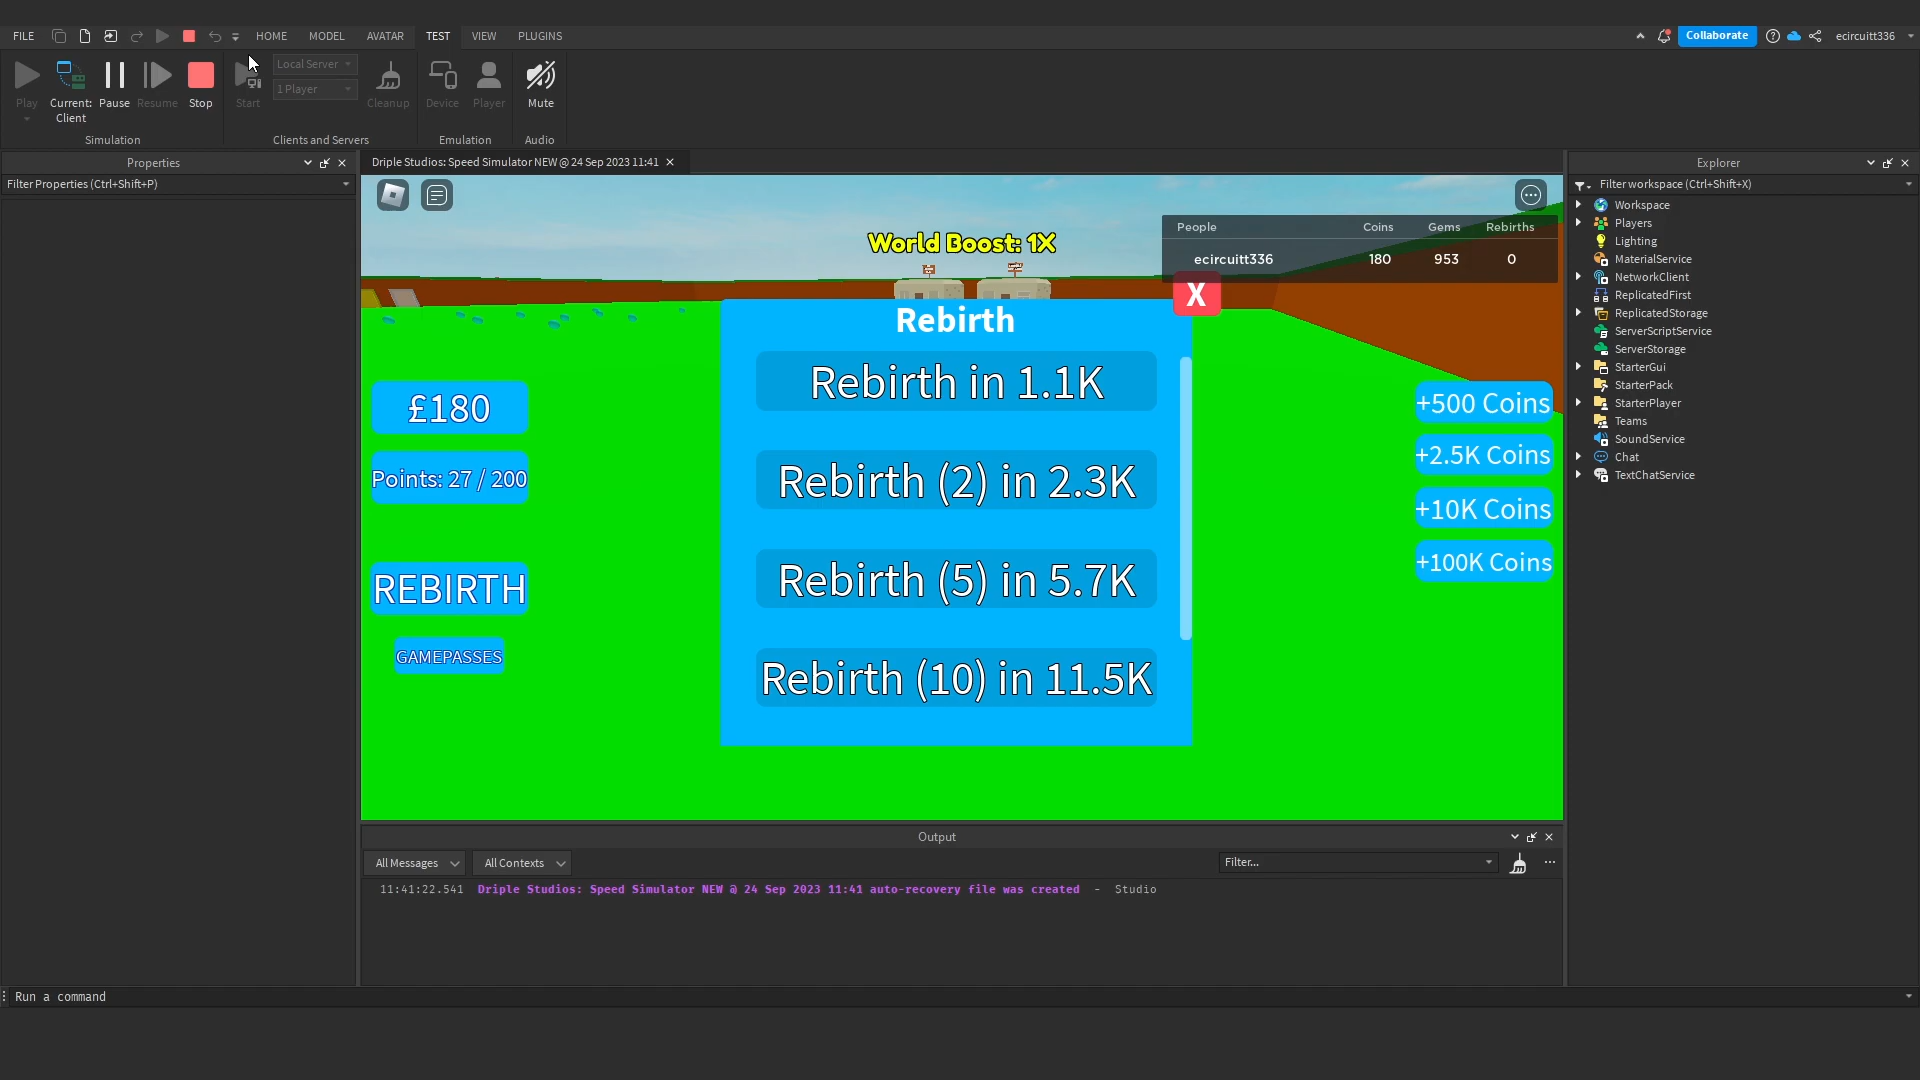 FILE
HOME
MODEL
AVATAR
TEST
VIEW
PLUGINS
Collaborate
ecircuitt336
Play
Current:
Client
Pause
Resume
Stop
Start
Local Server
1 Player
Cleanup
Device
Player
Mute
Simulation
Clients and Servers
Emulation
Audio
Properties
Driple Studios: Speed Simulator NEW @ 24 Sep 2023 11:41
Explorer
Filter Properties (Ctrl+Shift+P)
Filter workspace (Ctrl+Shift+X)
Workspace
Players
Lighting
MaterialService
NetworkClient
ReplicatedFirst
ReplicatedStorage
ServerScriptService
ServerStorage
StarterGui
StarterPack
StarterPlayer
Teams
SoundService
Chat
TextChatService
World Boost: 1X
People Coins Gems Rebirths
ecircuitt336 180 953 0
X
Rebirth
Rebirth in 1.1K
Rebirth (2) in 2.3K
Rebirth (5) in 5.7K
Rebirth (10) in 11.5K
£180
Points: 27 / 200
REBIRTH
GAMEPASSES
+500 Coins
+2.5K Coins
+10K Coins
+100K Coins
Output
All Messages
All Contexts
Filter...
11:41:22.541 Driple Studios: Speed Simulator NEW @ 24 Sep 2023 11:41 auto-recovery file was created - Studio
Run a command